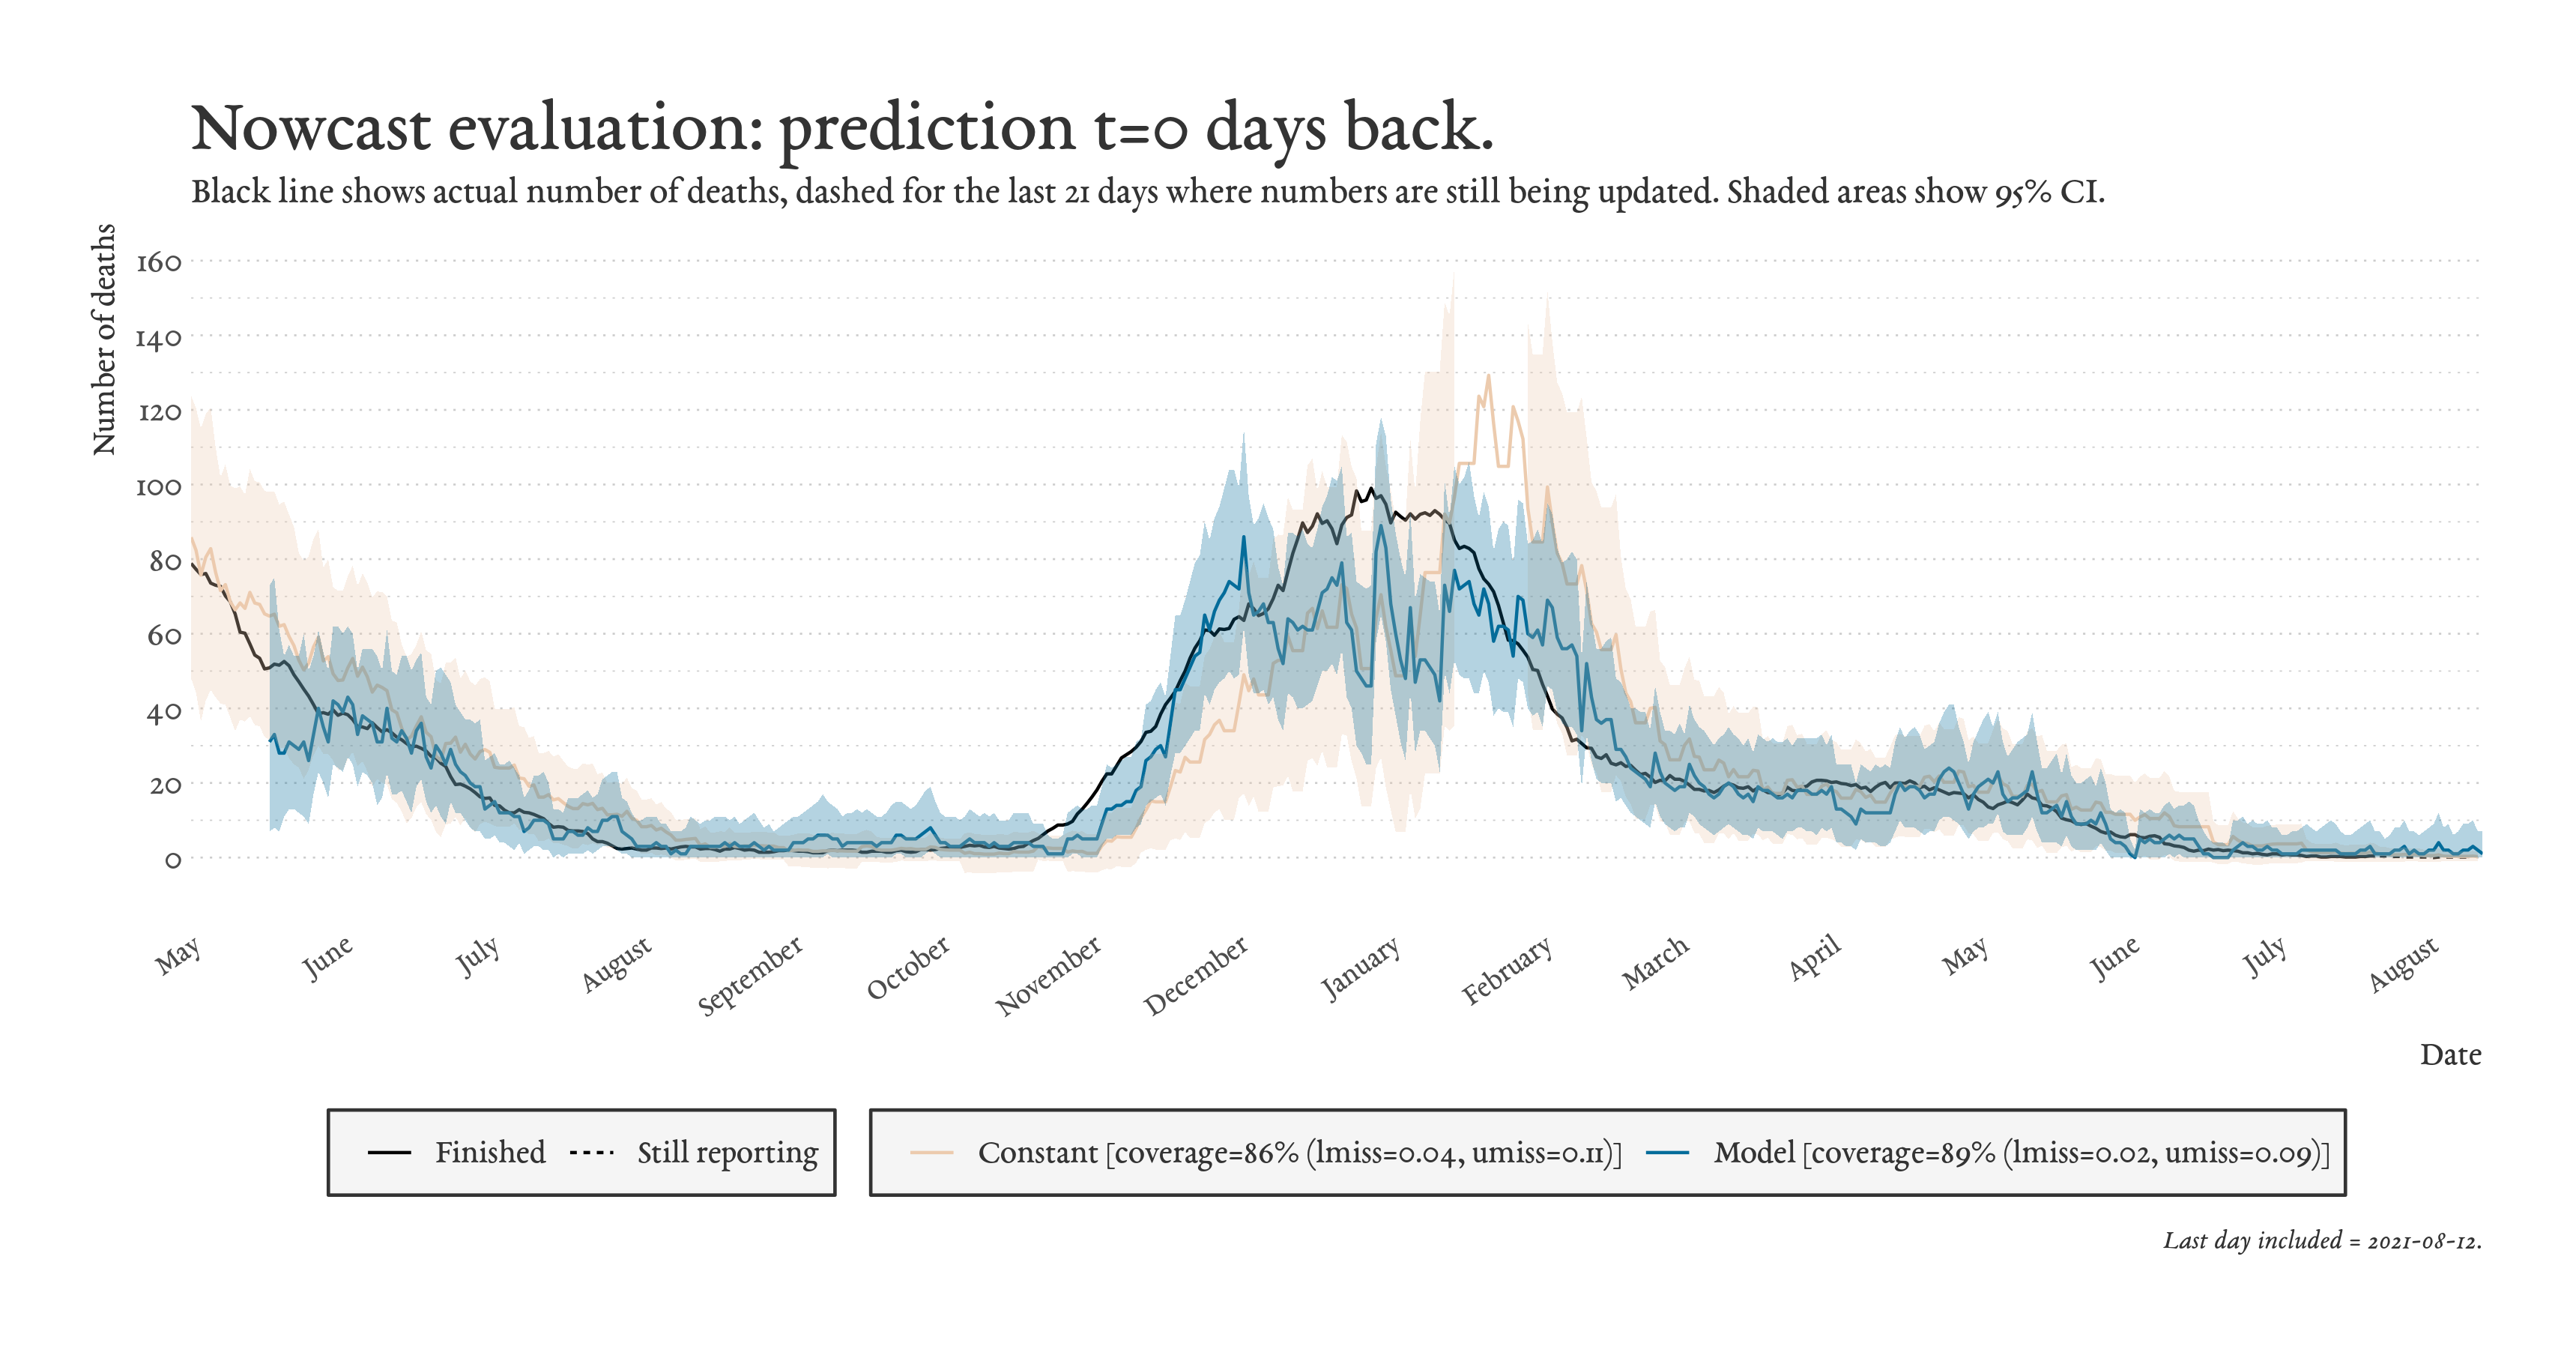 Nowcast evaluation: prediction t=0 days back.
Black line shows actual number of deaths, dashed for the last 21 days where numbers are still being updated. Shaded areas show 95% CI.
Number of deaths
160
140
120
100
80
60
40
20
0
May
June
July
August
September
October
November
December
January
February
March
April
May
June
July
August
Date
Finished
Still reporting
Constant [coverage=86% (lmiss=0.04, umiss=0.11)]
Model [coverage=89% (lmiss=0.02, umiss=0.09)]
Last day included = 2021-08-12.